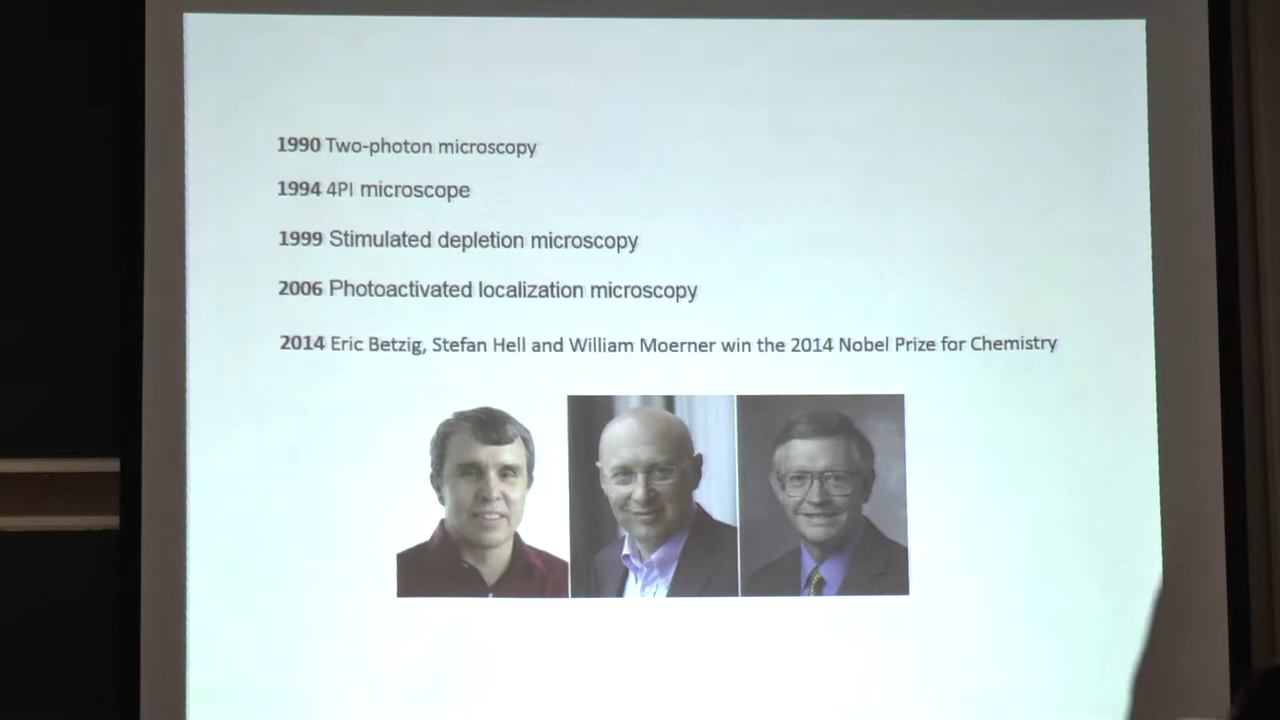 1990 Two-photon microscopy
1994 4PI microscope
1999 Stimulated depletion microscopy
2006 Photoactivated localization microscopy
2014 Eric Betzig, Stefan Hell and William Moerner win the 2014 Nobel Prize for Chemistry